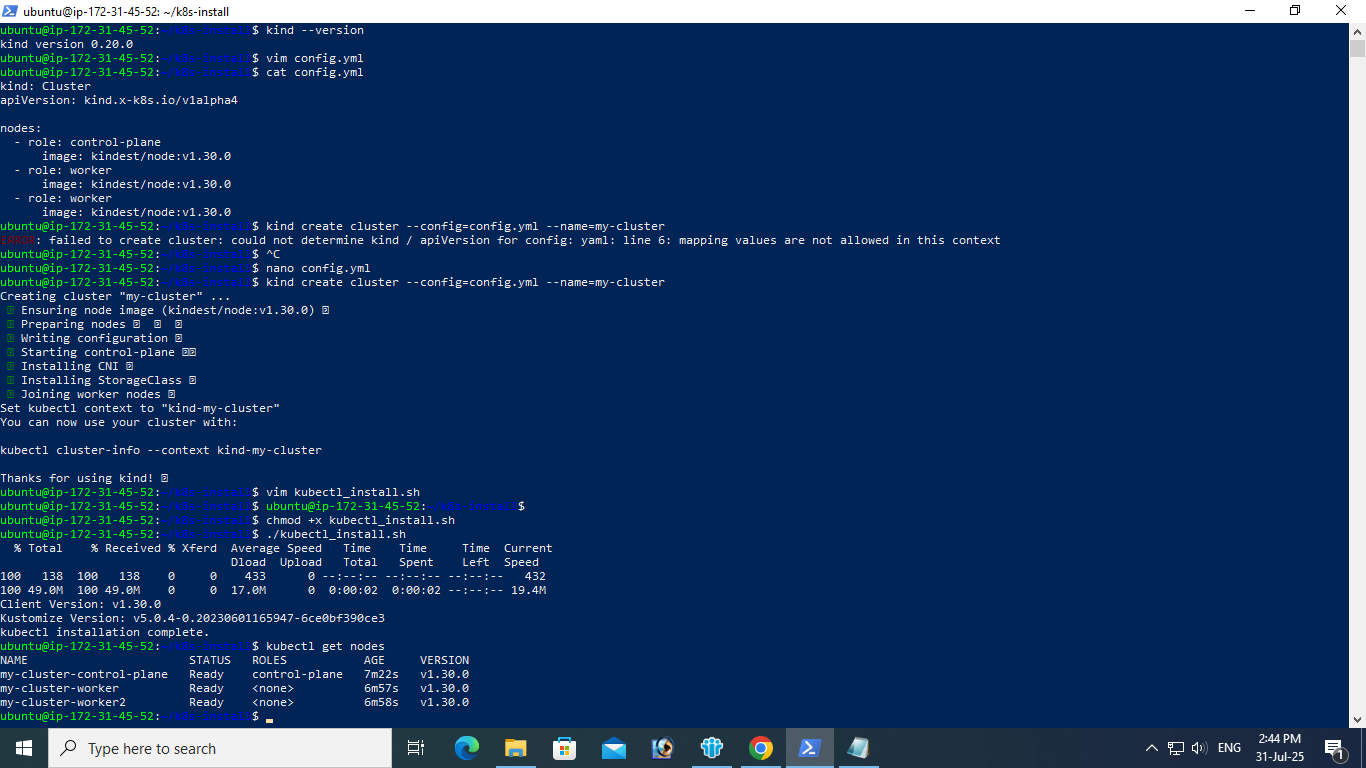 ubuntu@ip-172-31-45-52: ~/k8s-install
ubuntu@ip-172-31-45-52:~/k8s-install$ kind --version
kind version 0.20.0
ubuntu@ip-172-31-45-52:~/k8s-install$ vim config.yml
ubuntu@ip-172-31-45-52:~/k8s-install$ cat config.yml
kind: Cluster
apiVersion: kind.x-k8s.io/v1alpha4

nodes:
  - role: control-plane
      image: kindest/node:v1.30.0
  - role: worker
      image: kindest/node:v1.30.0
  - role: worker
      image: kindest/node:v1.30.0
ubuntu@ip-172-31-45-52:~/k8s-install$ kind create cluster --config=config.yml --name=my-cluster
ERROR: failed to create cluster: could not determine kind / apiVersion for config: yaml: line 6: mapping values are not allowed in this context
ubuntu@ip-172-31-45-52:~/k8s-install$ ^C
ubuntu@ip-172-31-45-52:~/k8s-install$ nano config.yml
ubuntu@ip-172-31-45-52:~/k8s-install$ kind create cluster --config=config.yml --name=my-cluster
Creating cluster "my-cluster" ...
Ensuring node image (kindest/node:v1.30.0)
Preparing nodes
Writing configuration
Starting control-plane
Installing CNI
Installing StorageClass
Joining worker nodes
Set kubectl context to "kind-my-cluster"
You can now use your cluster with:

kubectl cluster-info --context kind-my-cluster

Thanks for using kind!
ubuntu@ip-172-31-45-52:~/k8s-install$ vim kubectl_install.sh
ubuntu@ip-172-31-45-52:~/k8s-install$ ubuntu@ip-172-31-45-52:~/k8s-install$
ubuntu@ip-172-31-45-52:~/k8s-install$ chmod +x kubectl_install.sh
ubuntu@ip-172-31-45-52:~/k8s-install$ ./kubectl_install.sh
  % Total    % Received % Xferd  Average Speed   Time    Time     Time  Current
                                 Dload  Upload   Total   Spent    Left  Speed
100   138  100   138    0     0    433      0 --:--:-- --:--:-- --:--:--   432
100 49.0M  100 49.0M    0     0  17.0M      0  0:00:02  0:00:02 --:--:-- 19.4M
Client Version: v1.30.0
Kustomize Version: v5.0.4-0.20230601165947-6ce0bf390ce3
kubectl installation complete.
ubuntu@ip-172-31-45-52:~/k8s-install$ kubectl get nodes
NAME                       STATUS   ROLES           AGE     VERSION
my-cluster-control-plane   Ready    control-plane   7m22s   v1.30.0
my-cluster-worker          Ready    <none>          6m57s   v1.30.0
my-cluster-worker2         Ready    <none>          6m58s   v1.30.0
ubuntu@ip-172-31-45-52:~/k8s-install$
Type here to search
ENG
2:44 PM
31-Jul-25
1